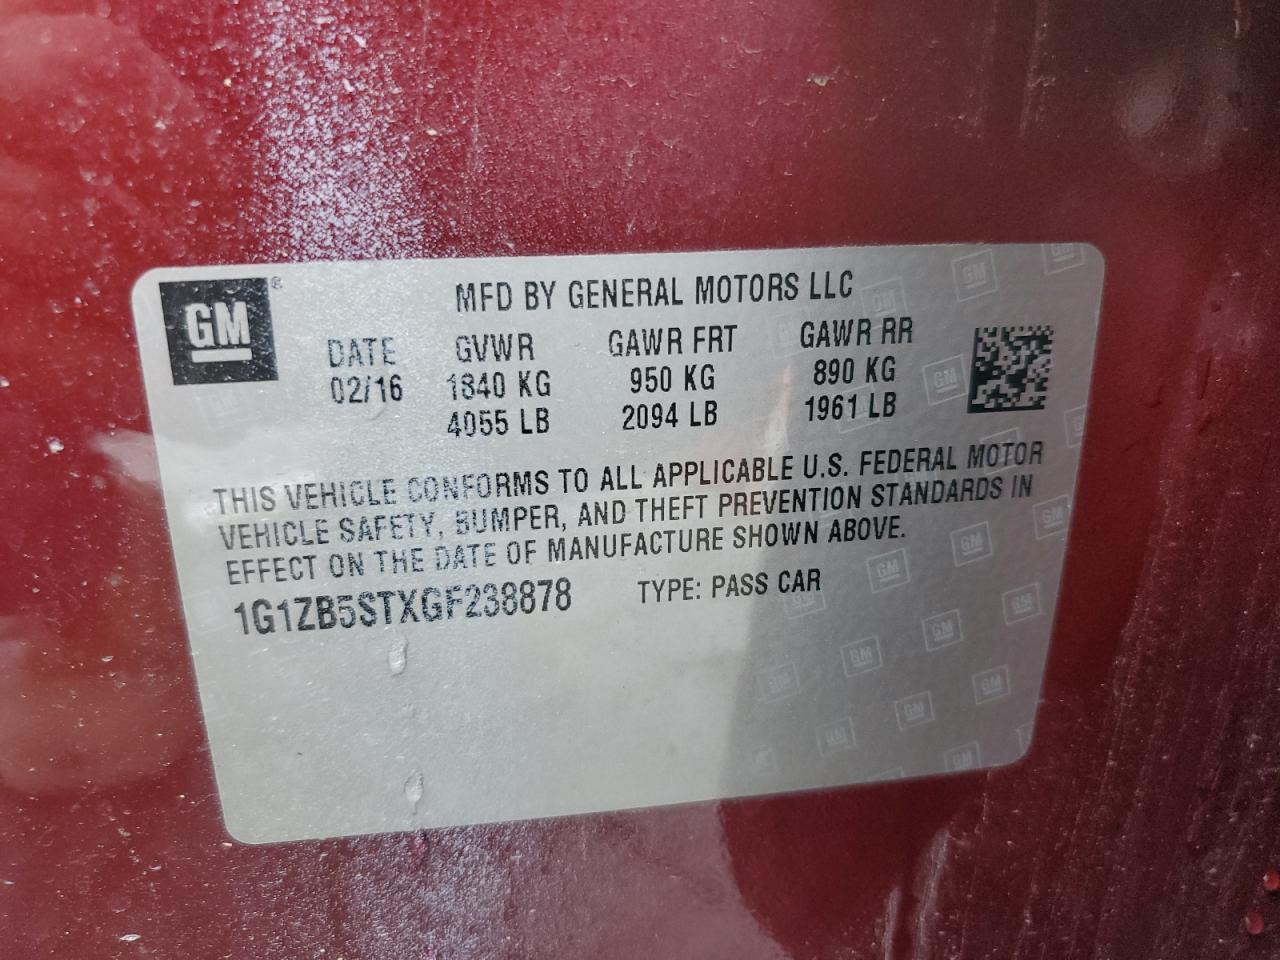 GM®
MFD BY GENERAL MOTORS LLC
DATE GVWR GAWR FRT GAWR RR
02/16 1840 KG 950 KG 890 KG
4055 LB 2094 LB 1961 LB
THIS VEHICLE CONFORMS TO ALL APPLICABLE U.S. FEDERAL MOTOR
VEHICLE SAFETY, BUMPER, AND THEFT PREVENTION STANDARDS IN
EFFECT ON THE DATE OF MANUFACTURE SHOWN ABOVE.
1G1ZB5STXGF238878 TYPE: PASS CAR